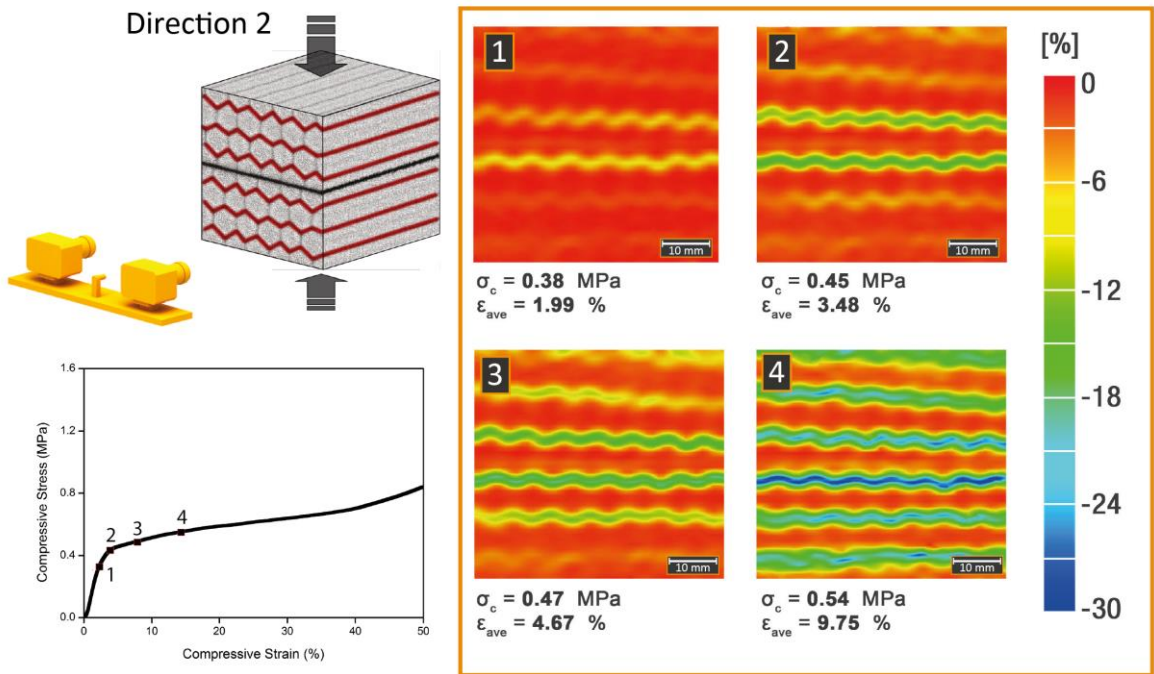 Direction 2
1
2
[%]
0
-6
-12
-18
-24
-30
10 mm
10 mm
σc = 0.38 MPa
εave = 1.99 %
σc = 0.45 MPa
εave = 3.48 %
3
4
10 mm
10 mm
σc = 0.47 MPa
εave = 4.67 %
σc = 0.54 MPa
εave = 9.75 %
Compressive Stress (MPa)
1.6
1.2
0.8
0.4
0.0
1
2
3
4
0
10
20
30
40
50
Compressive Strain (%)